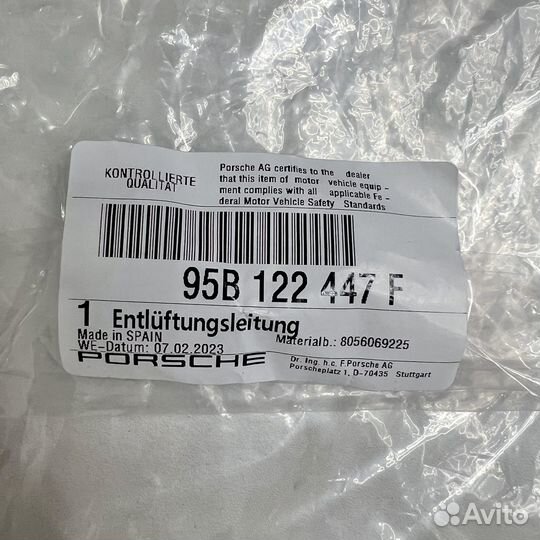 KONTROLLIERTE
QUALITÄT
Porsche AG certifies to the dealer
that this item of motor vehicle equip -
ment complies with all applicable Fe -
deral Motor Vehicle Safety Standards
95B 122 447 F
1 Entlüftungsleitung
Made in SPAIN
Materialb.: 8056069225
WE-Datum: 07.02.2023
PORSCHE
Dr. Ing. h.c. F.Porsche AG
Porscheplatz 1, D-70435 Stuttgart
Avito